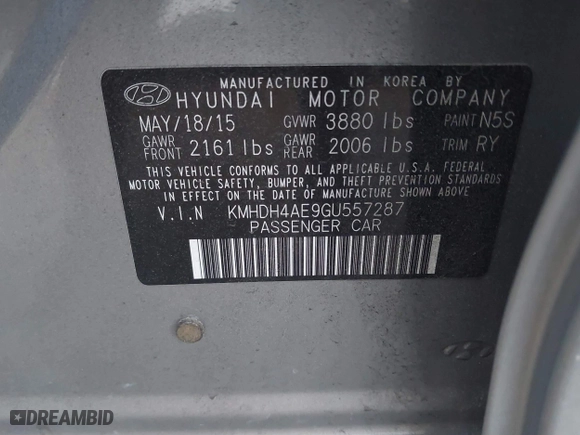 MANUFACTURED IN KOREA BY
HYUNDAI MOTOR COMPANY
MAY/18/15 GVWR 3880 lbs PAINT N5S
GAWR FRONT 2161 lbs GAWR REAR 2006 lbs TRIM RY
THIS VEHICLE CONFORMS TO ALL APPLICABLE FEDERAL
MOTOR VEHICLE SAFETY, BUMPER, AND THEFT PREVENTION STANDARDS
IN EFFECT ON THE DATE OF MANUFACTURE SHOWN ABOVE
V.I.N KMHDH4AE9GU557287
PASSENGER CAR
DREAMBID